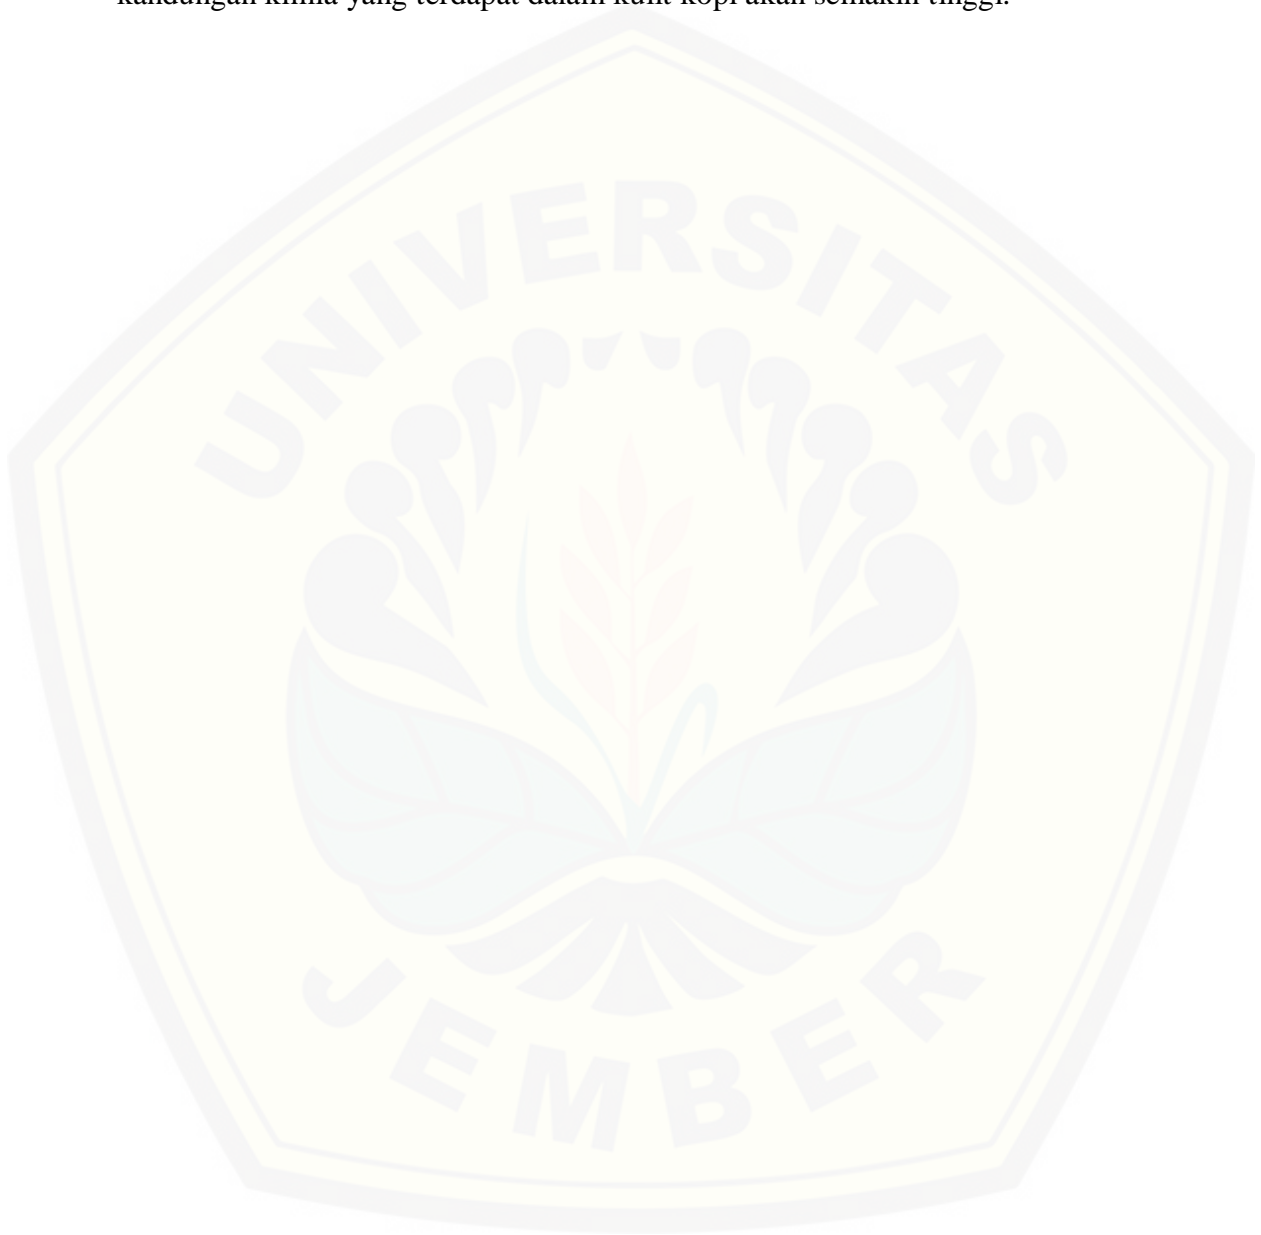 kandungan kimia yang terdapat dalam kulit kopi akan semakin tinggi.
UNIVERSITAS
JEMBER